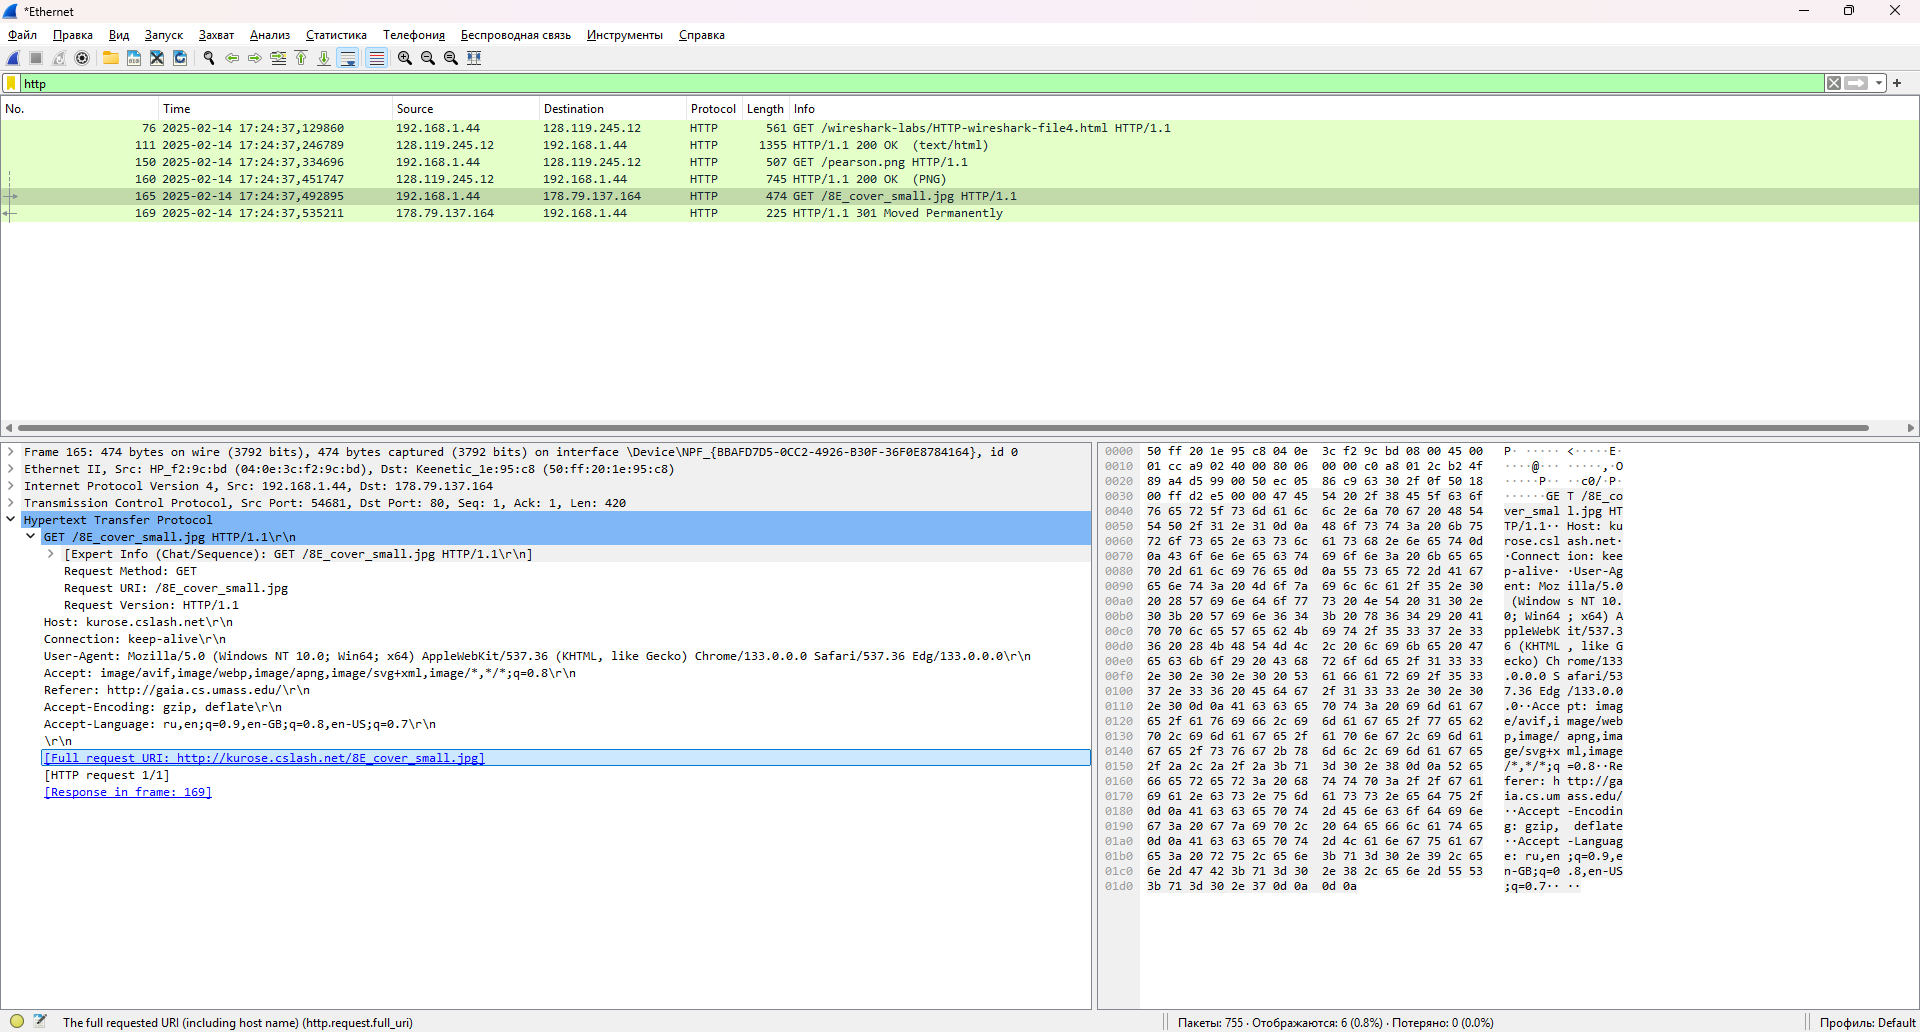 *Ethernet
Файл Правка Вид Запуск Захват Анализ Статистика Телефония Беспроводная связь Инструменты Справка
http
No. Time Source Destination Protocol Length Info
76 2025-02-14 17:24:37,129860 192.168.1.44 128.119.245.12 HTTP 561 GET /wireshark-labs/HTTP-wireshark-file4.html HTTP/1.1
111 2025-02-14 17:24:37,246789 128.119.245.12 192.168.1.44 HTTP 1355 HTTP/1.1 200 OK (text/html)
150 2025-02-14 17:24:37,334696 192.168.1.44 128.119.245.12 HTTP 507 GET /pearson.png HTTP/1.1
160 2025-02-14 17:24:37,451747 128.119.245.12 192.168.1.44 HTTP 745 HTTP/1.1 200 OK (PNG)
165 2025-02-14 17:24:37,492895 192.168.1.44 178.79.137.164 HTTP 474 GET /8E_cover_small.jpg HTTP/1.1
169 2025-02-14 17:24:37,535211 178.79.137.164 192.168.1.44 HTTP 225 HTTP/1.1 301 Moved Permanently
Frame 165: 474 bytes on wire (3792 bits), 474 bytes captured (3792 bits) on interface \Device\NPF_{BBAFD7D5-0CC2-4926-B30F-36F0E8784164}, id 0
Ethernet II, Src: HP_f2:9c:bd (04:0e:3c:f2:9c:bd), Dst: Keenetic_1e:95:c8 (50:ff:20:1e:95:c8)
Internet Protocol Version 4, Src: 192.168.1.44, Dst: 178.79.137.164
Transmission Control Protocol, Src Port: 54681, Dst Port: 80, Seq: 1, Ack: 1, Len: 420
Hypertext Transfer Protocol
GET /8E_cover_small.jpg HTTP/1.1\r\n
[Expert Info (Chat/Sequence): GET /8E_cover_small.jpg HTTP/1.1\r\n]
Request Method: GET
Request URI: /8E_cover_small.jpg
Request Version: HTTP/1.1
Host: kurose.cslash.net\r\n
Connection: keep-alive\r\n
User-Agent: Mozilla/5.0 (Windows NT 10.0; Win64; x64) AppleWebKit/537.36 (KHTML, like Gecko) Chrome/133.0.0.0 Safari/537.36 Edg/133.0.0.0\r\n
Accept: image/avif,image/webp,image/apng,image/svg+xml,image/*,*/*;q=0.8\r\n
Referer: http://gaia.cs.umass.edu/\r\n
Accept-Encoding: gzip, deflate\r\n
Accept-Language: ru,en;q=0.9,en-GB;q=0.8,en-US;q=0.7\r\n
\r\n
[Full request URI: http://kurose.cslash.net/8E_cover_small.jpg]
[HTTP request 1/1]
[Response in frame: 169]
0000 50 ff 20 1e 95 c8 04 0e 3c f2 9c bd 08 00 45 00 P· ····· <·····E·
0010 01 cc a9 02 40 00 80 06 00 00 c0 a8 01 2c b2 4f ····@··· ·····,·O
0020 89 a4 d5 99 00 50 ec 05 86 c9 63 30 2f 0f 50 18 ·····P·· ··c0/·P·
0030 00 ff d2 e5 00 00 47 45 54 20 2f 38 45 5f 63 6f ······GE T /8E_co
0040 76 65 72 5f 73 6d 61 6c 6c 2e 6a 70 67 20 48 54 ver_smal l.jpg HT
0050 54 50 2f 31 2e 31 0d 0a 48 6f 73 74 3a 20 6b 75 TP/1.1·· Host: ku
0060 72 6f 73 65 2e 63 73 6c 61 73 68 2e 6e 65 74 0d rose.csl ash.net·
0070 0a 43 6f 6e 6e 65 63 74 69 6f 6e 3a 20 6b 65 65 ·Connect ion: kee
0080 70 2d 61 6c 69 76 65 0d 0a 55 73 65 72 2d 41 67 p-alive· ·User-Ag
0090 65 6e 74 3a 20 4d 6f 7a 69 6c 6c 61 2f 35 2e 30 ent: Moz illa/5.0
00a0 20 28 57 69 6e 64 6f 77 73 20 4e 54 20 31 30 2e (Window s NT 10.
00b0 30 3b 20 57 69 6e 36 34 3b 20 78 36 34 29 20 41 0; Win64 ; x64) A
00c0 70 70 6c 65 57 65 62 4b 69 74 2f 35 33 37 2e 33 ppleWebK it/537.3
00d0 36 20 28 4b 48 54 4d 4c 2c 20 6c 69 6b 65 20 47 6 (KHTML , like G
00e0 65 63 6b 6f 29 20 43 68 72 6f 6d 65 2f 31 33 33 ecko) Ch rome/133
00f0 2e 30 2e 30 2e 30 20 53 61 66 61 72 69 2f 35 33 .0.0.0 S afari/53
0100 37 2e 33 36 20 45 64 67 2f 31 33 33 2e 30 2e 30 7.36 Edg /133.0.0
0110 2e 30 0d 0a 41 63 63 65 70 74 3a 20 69 6d 61 67 .0··Acce pt: imag
0120 65 2f 61 76 69 66 2c 69 6d 61 67 65 2f 77 65 62 e/avif,i mage/web
0130 70 2c 69 6d 61 67 65 2f 61 70 6e 67 2c 69 6d 61 p,image/ apng,ima
0140 67 65 2f 73 76 67 2b 78 6d 6c 2c 69 6d 61 67 65 ge/svg+x ml,image
0150 2f 2a 2c 2a 2f 2a 3b 71 3d 30 2e 38 0d 0a 52 65 /*,*/*;q =0.8··Re
0160 66 65 72 65 72 3a 20 68 74 74 70 3a 2f 2f 67 61 ferer: h ttp://ga
0170 69 61 2e 63 73 2e 75 6d 61 73 73 2e 65 64 75 2f ia.cs.um ass.edu/
0180 0d 0a 41 63 63 65 70 74 2d 45 6e 63 6f 64 69 6e ··Accept -Encodin
0190 67 3a 20 67 7a 69 70 2c 20 64 65 66 6c 61 74 65 g: gzip, deflate
01a0 0d 0a 41 63 63 65 70 74 2d 4c 61 6e 67 75 61 67 ··Accept -Languag
01b0 65 3a 20 72 75 2c 65 6e 3b 71 3d 30 2e 39 2c 65 e: ru,en ;q=0.9,e
01c0 6e 2d 47 42 3b 71 3d 30 2e 38 2c 65 6e 2d 55 53 n-GB;q=0 .8,en-US
01d0 3b 71 3d 30 2e 37 0d 0a 0d 0a ;q=0.7·· ··
The full requested URI (including host name) (http.request.full_uri)
Пакеты: 755 · Отображаются: 6 (0.8%) · Потеряно: 0 (0.0%)
Профиль: Default